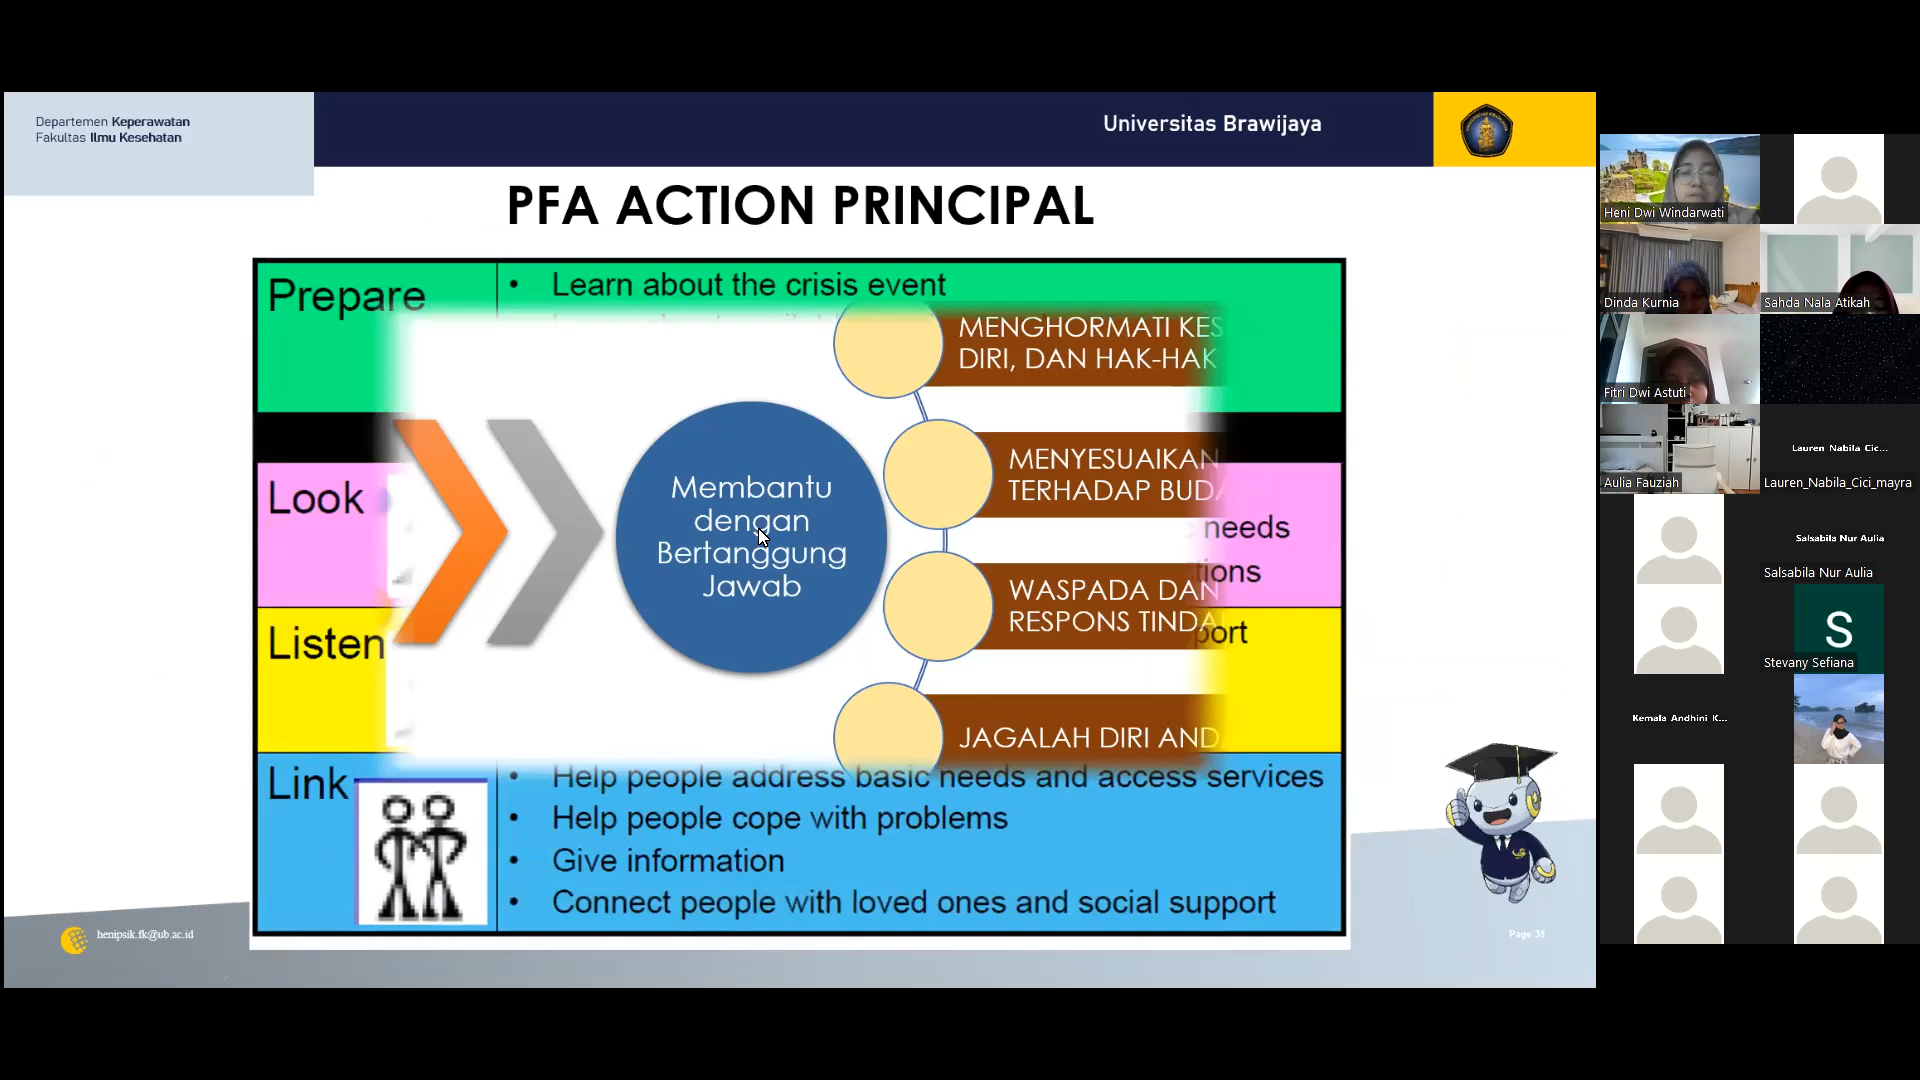 Departemen Keperawatan
Fakultas Ilmu Kesehatan
Universitas Brawijaya
PFA ACTION PRINCIPAL
Prepare
• Learn about the crisis event
MENGHORMATI KES
DIRI, DAN HAK-HAK
Look
Membantu
dengan
Bertanggung
Jawab
MENYESUAIKAN
TERHADAP BUDA
needs
tions
Listen
WASPADA DAN
RESPONS TINDA
port
JAGALAH DIRI AND
Link
• Help people address basic needs and access services
• Help people cope with problems
• Give information
• Connect people with loved ones and social support
henipsik.fk@ub.ac.id
Page 35
Heni Dwi Windarwati
Dinda Kurnia
Sahda Nala Atikah
Fitri Dwi Astuti
Lauren Nabila Cic...
Aulia Fauziah
Lauren_Nabila_Cici_mayra
Salsabila Nur Aulia
Salsabila Nur Aulia
S
Stevany Sefiana
Kemala Andhini K...